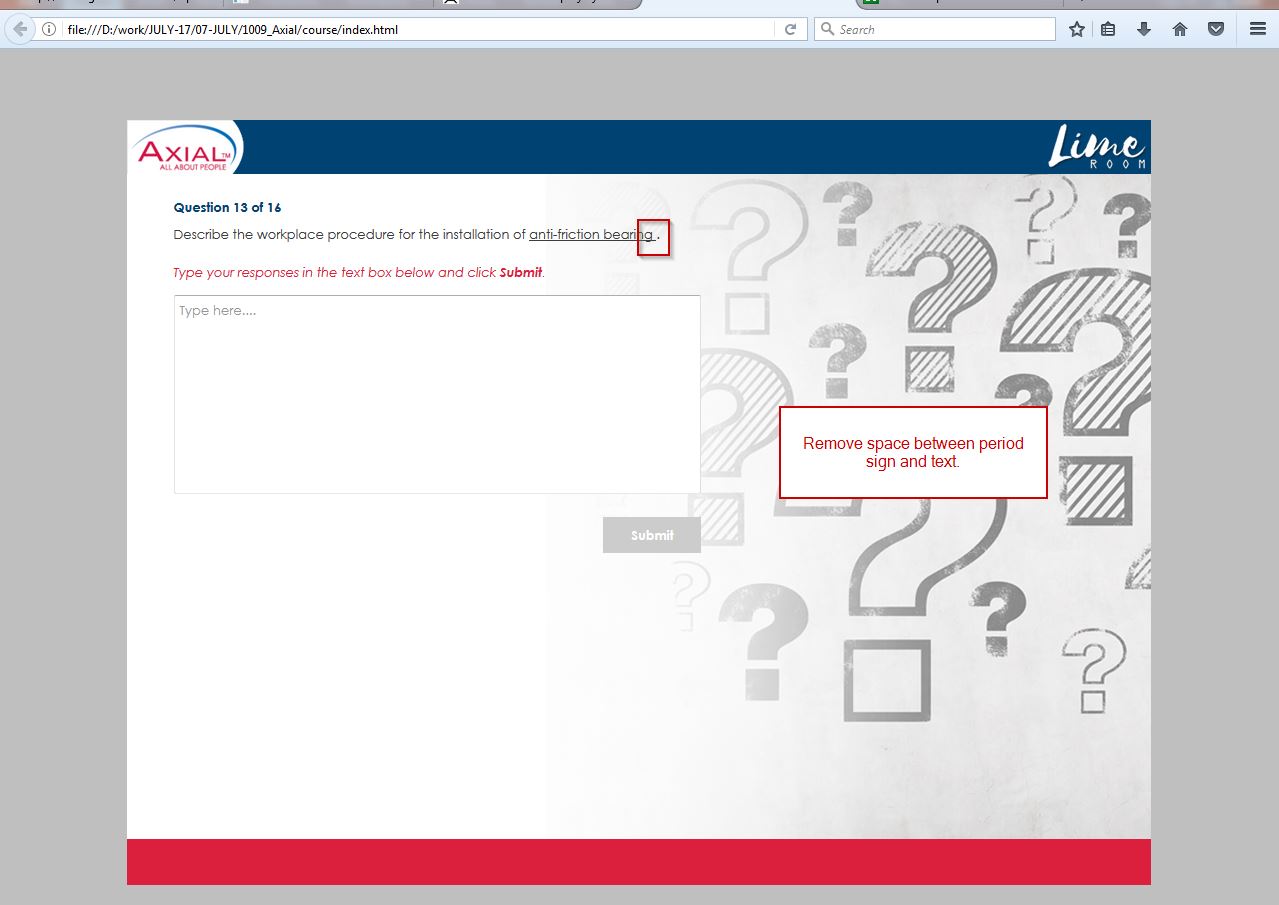 file:///D:/work/JULY-17/07-JULY/1009_Axial/course/index.html
Search
AXIAL™
ALL ABOUT PEOPLE
Lime
ROOM
Question 13 of 16
Describe the workplace procedure for the installation of anti-friction bearing .
Type your responses in the text box below and click Submit.
Type here....
Remove space between period
sign and text.
Submit